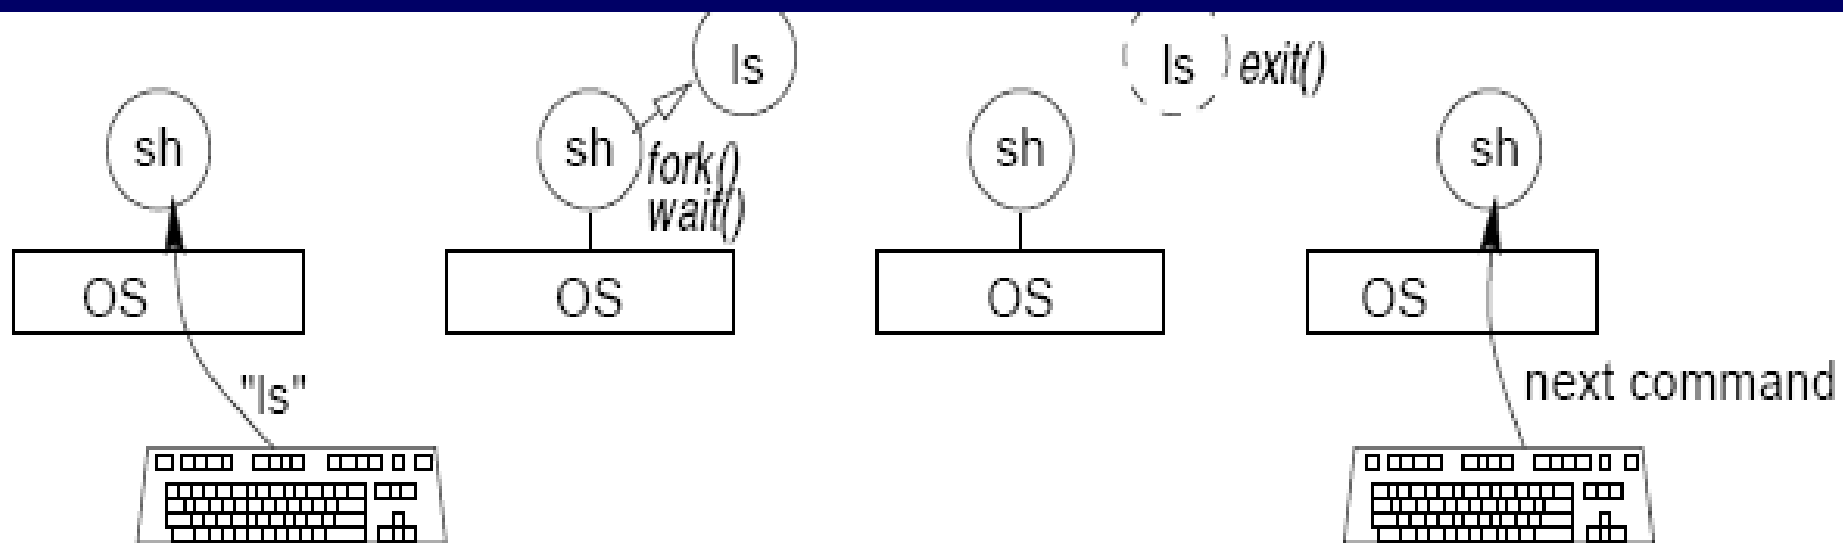 ls
ls exit()
sh
sh
sh
sh
fork()
wait()
OS
OS
OS
OS
"ls"
next command